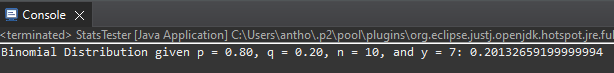 Console
<terminated> StatsTester [Java Application] C:\Users\antho\.p2\pool\plugins\org.eclipse.justj.openjdk.hotspot.jre.ful
Binomial Distribution given p = 0.80, q = 0.20, n = 10, and y = 7: 0.20132659199999994